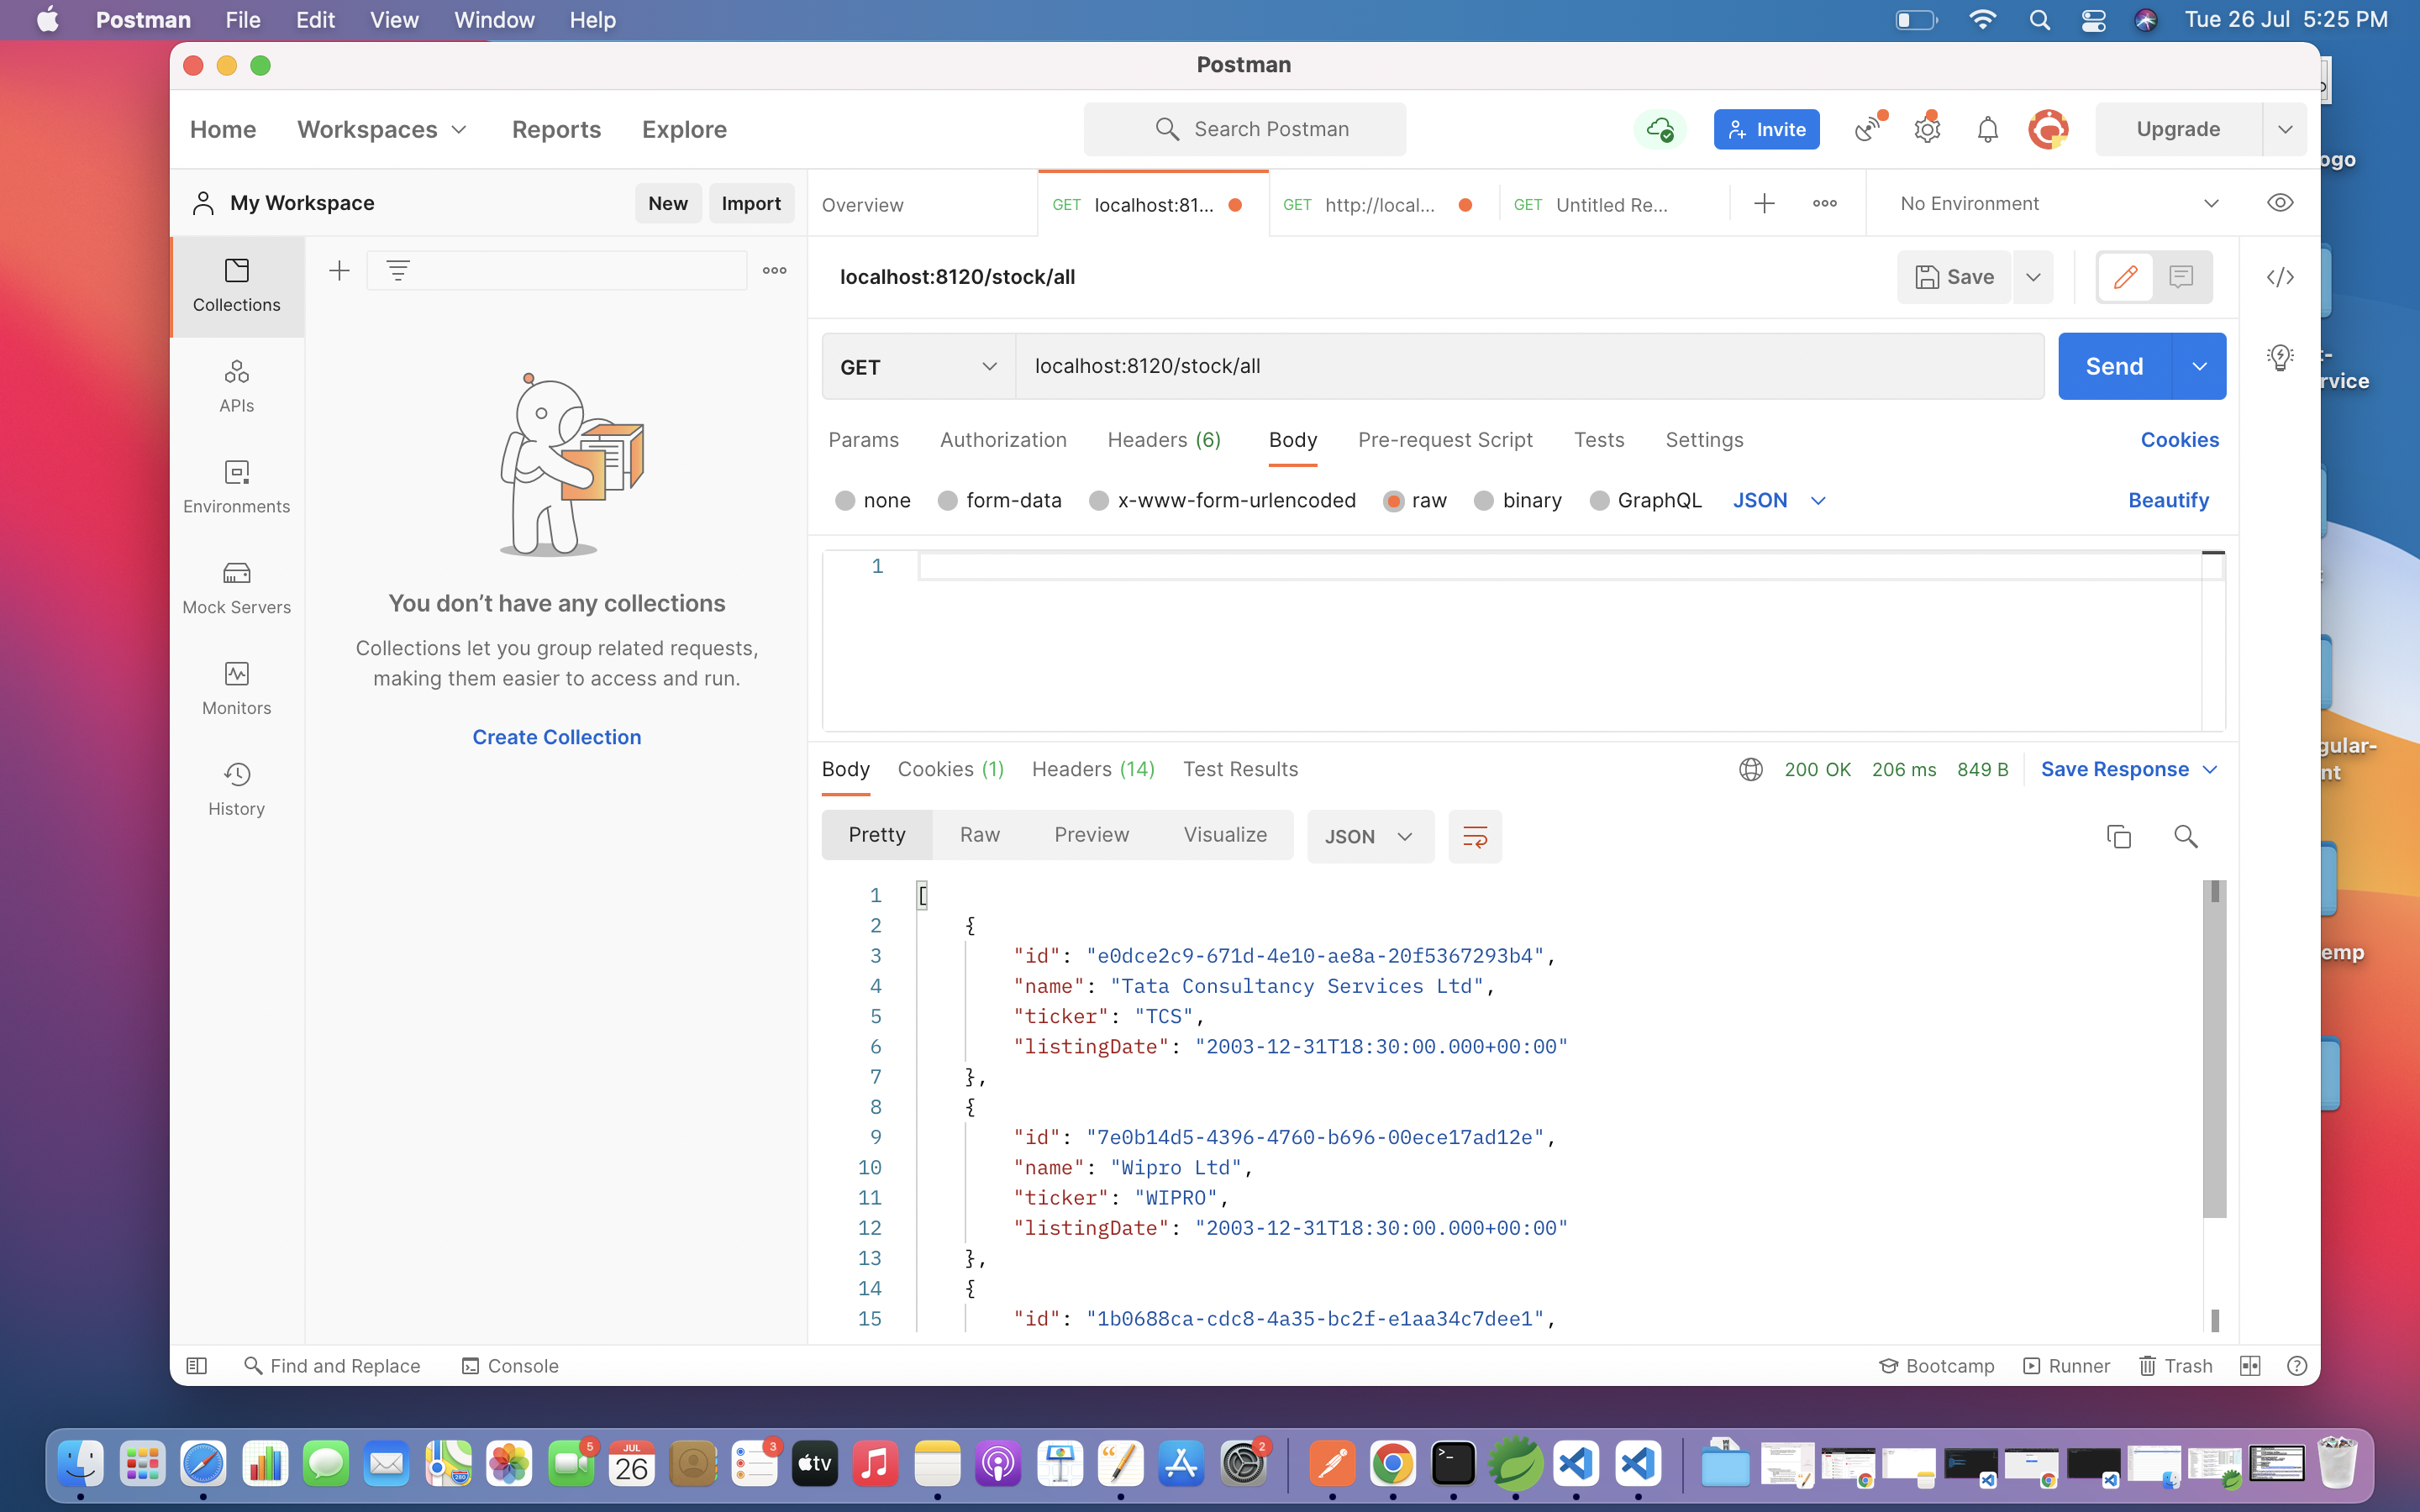 Postman File Edit View Window Help Tue 26 Jul 5:25 PM
Postman
Home Workspaces Reports Explore Search Postman Invite Upgrade
ogo
My Workspace New Import Overview GET localhost:81... GET http://local... GET Untitled Re... No Environment
Collections
localhost:8120/stock/all Save
GET localhost:8120/stock/all Send
rvice
APIs
Params Authorization Headers (6) Body Pre-request Script Tests Settings Cookies
Environments
none form-data x-www-form-urlencoded raw binary GraphQL JSON Beautify
1
Mock Servers
You don't have any collections
Collections let you group related requests,
making them easier to access and run.
Monitors
Create Collection
gular-
nt
History
Body Cookies (1) Headers (14) Test Results 200 OK 206 ms 849 B Save Response
Pretty Raw Preview Visualize JSON
1 [
2 {
3 "id": "e0dce2c9-671d-4e10-ae8a-20f5367293b4",
emp
4 "name": "Tata Consultancy Services Ltd",
5 "ticker": "TCS",
6 "listingDate": "2003-12-31T18:30:00.000+00:00"
7 },
8 {
9 "id": "7e0b14d5-4396-4760-b696-00ece17ad12e",
10 "name": "Wipro Ltd",
11 "ticker": "WIPRO",
12 "listingDate": "2003-12-31T18:30:00.000+00:00"
13 },
14 {
15 "id": "1b0688ca-cdc8-4a35-bc2f-e1aa34c7dee1",
Find and Replace Console Bootcamp Runner Trash
5 JUL 26 3 tv 2
280